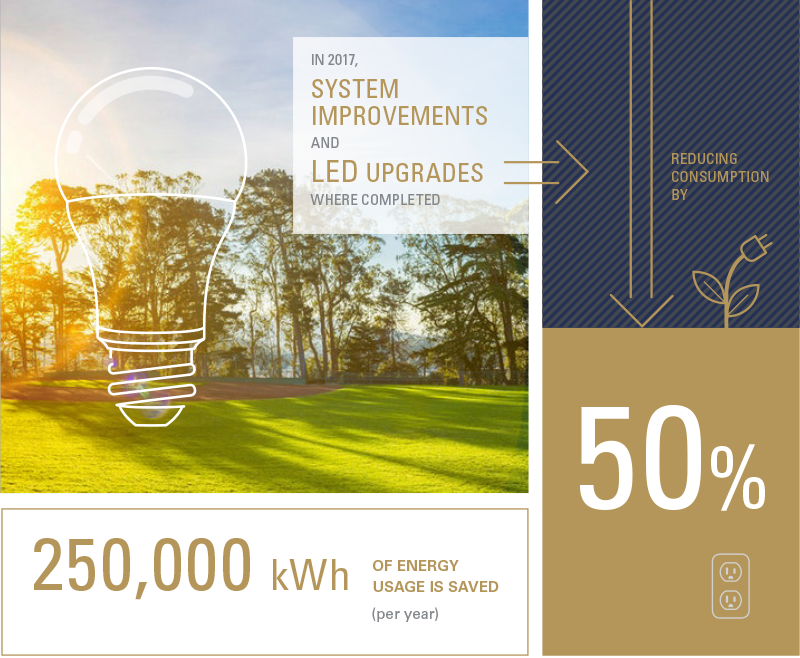 IN 2017,
SYSTEM
IMPROVEMENTS
AND
LED UPGRADES
WHERE COMPLETED
REDUCING
CONSUMPTION
BY
50%
250,000 kWh
OF ENERGY
USAGE IS SAVED
(per year)